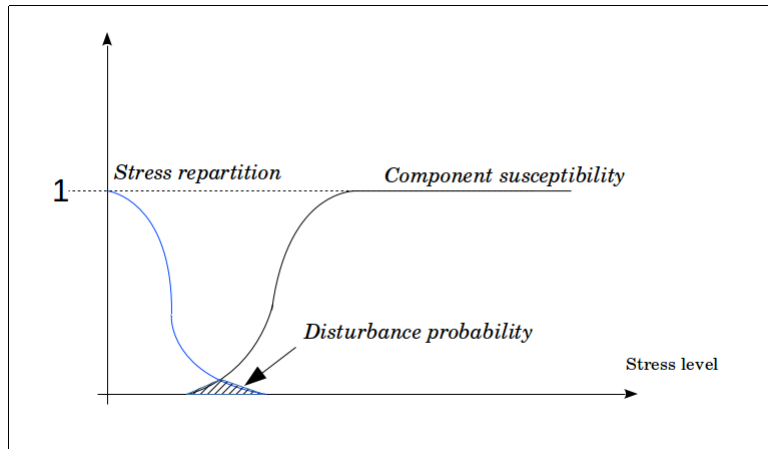 Stress repartition
Component susceptibility
1
Disturbance probability
Stress level